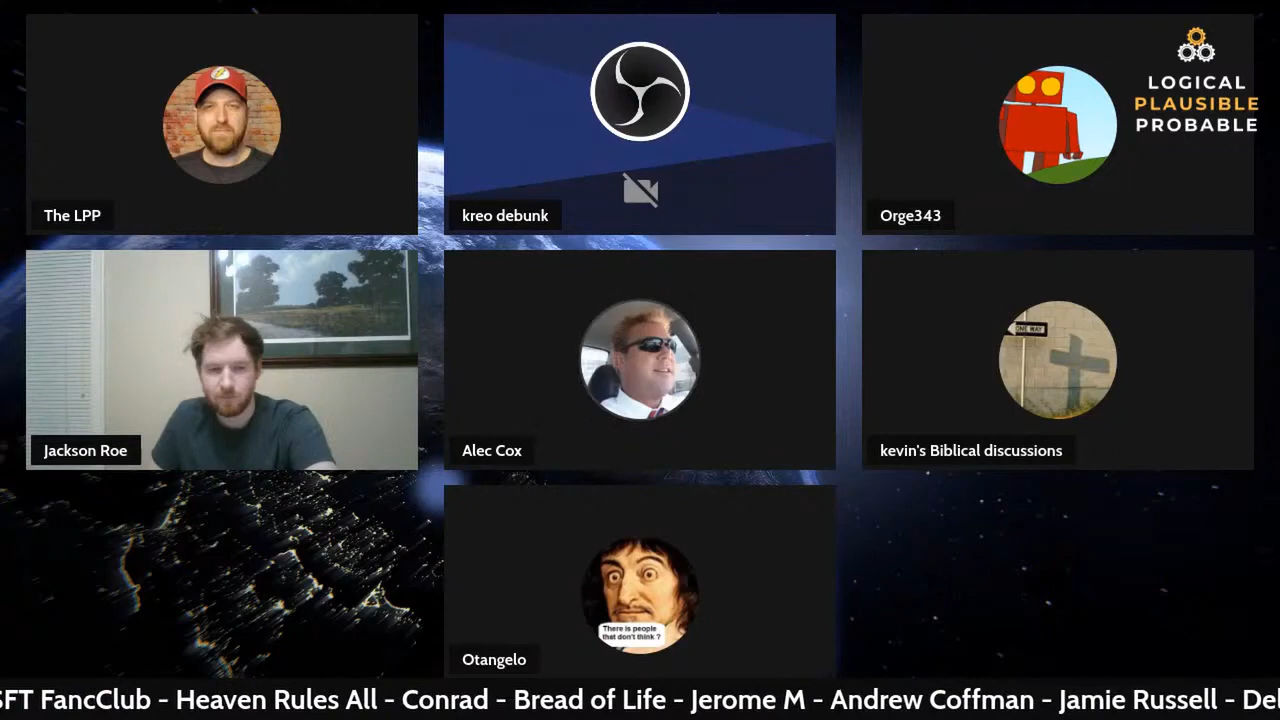 LOGICAL
PLAUSIBLE
PROBABLE
The LPP
kreo debunk
Orge343
ONE WAY
Jackson Roe
Alec Cox
kevin's Biblical discussions
There is people
that don't think ?
Otangelo
SFT FancClub - Heaven Rules All - Conrad - Bread of Life - Jerome M - Andrew Coffman - Jamie Russell - De